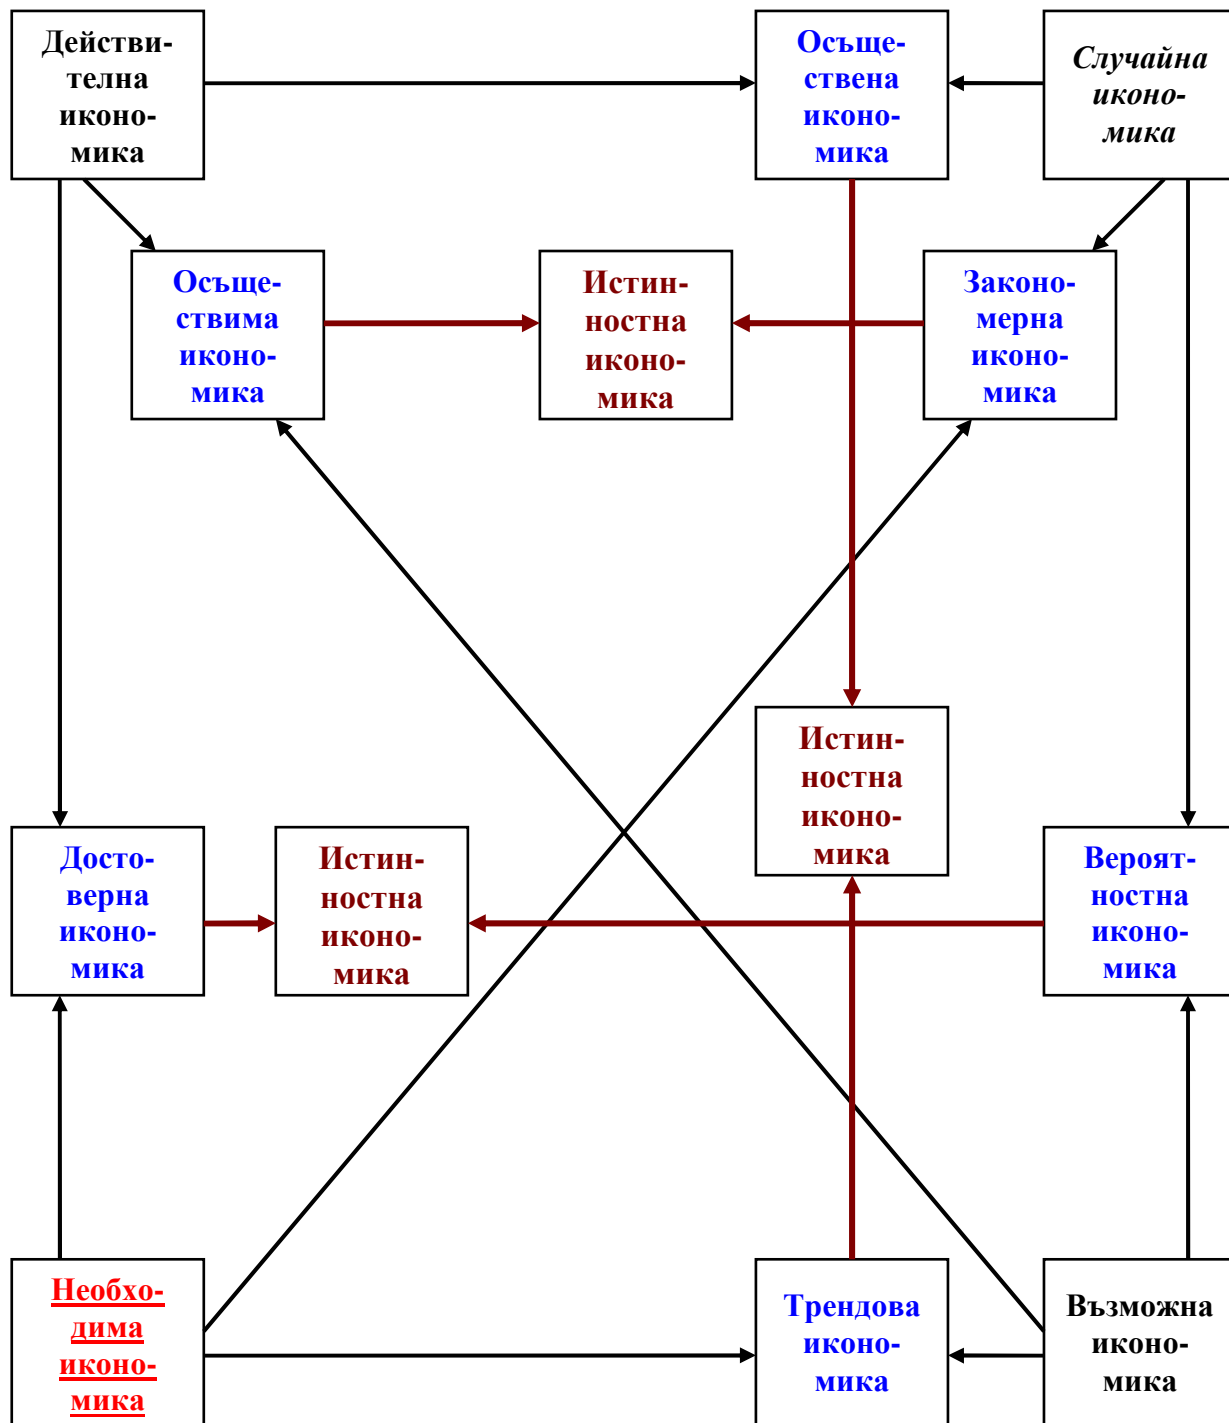 Действи-
телна
иконо-
мика
Осъще-
ствена
иконо-
мика
Случайна
иконо-
мика
Осъще-
ствима
иконо-
мика
Истин-
ностна
иконо-
мика
Законо-
мерна
иконо-
мика
Истин-
ностна
иконо-
мика
Досто-
верна
иконо-
мика
Истин-
ностна
иконо-
мика
Вероят-
ностна
иконо-
мика
Необхо-
дима
иконо-
мика
Трендова
иконо-
мика
Възможна
иконо-
мика